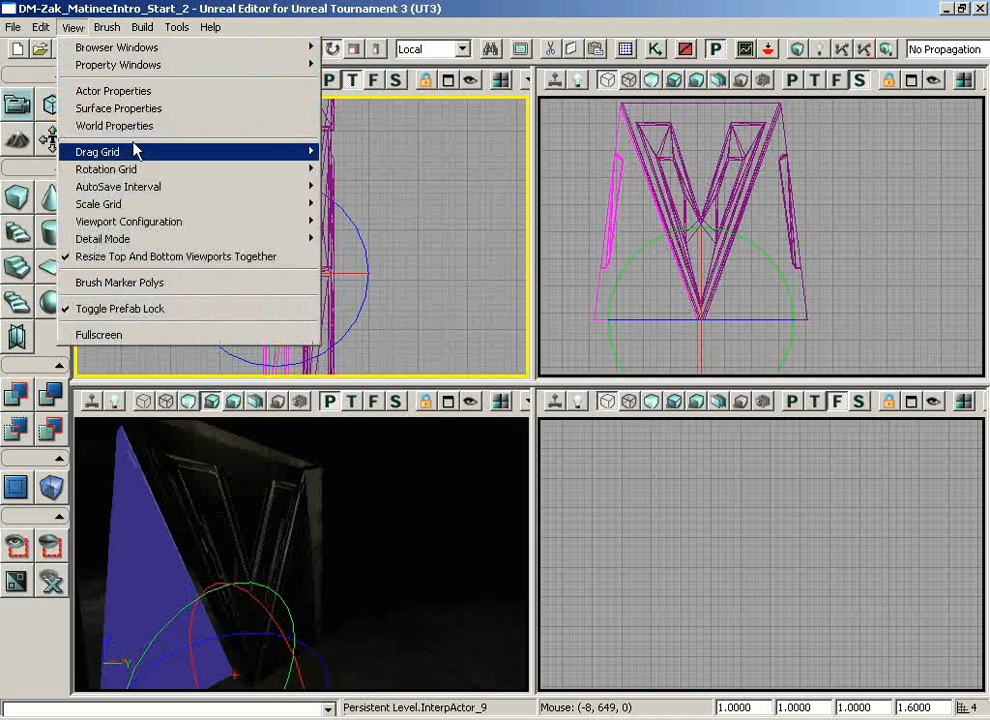 DM-Zak_MatineeIntro_Start_2 - Unreal Editor for Unreal Tournament 3 (UT3)
File Edit View Brush Build Tools Help
Local
P
No Propagation
Browser Windows
Property Windows
Actor Properties
Surface Properties
World Properties
Drag Grid
Rotation Grid
AutoSave Interval
Scale Grid
Viewport Configuration
Detail Mode
Resize Top And Bottom Viewports Together
Brush Marker Polys
Toggle Prefab Lock
Fullscreen
T F S
P T F S
P T F S
P T F S
Z
Y
Persistent Level.InterpActor_9
Mouse: (-8, 649, 0)
1.0000
1.0000
1.0000
1.6000
4